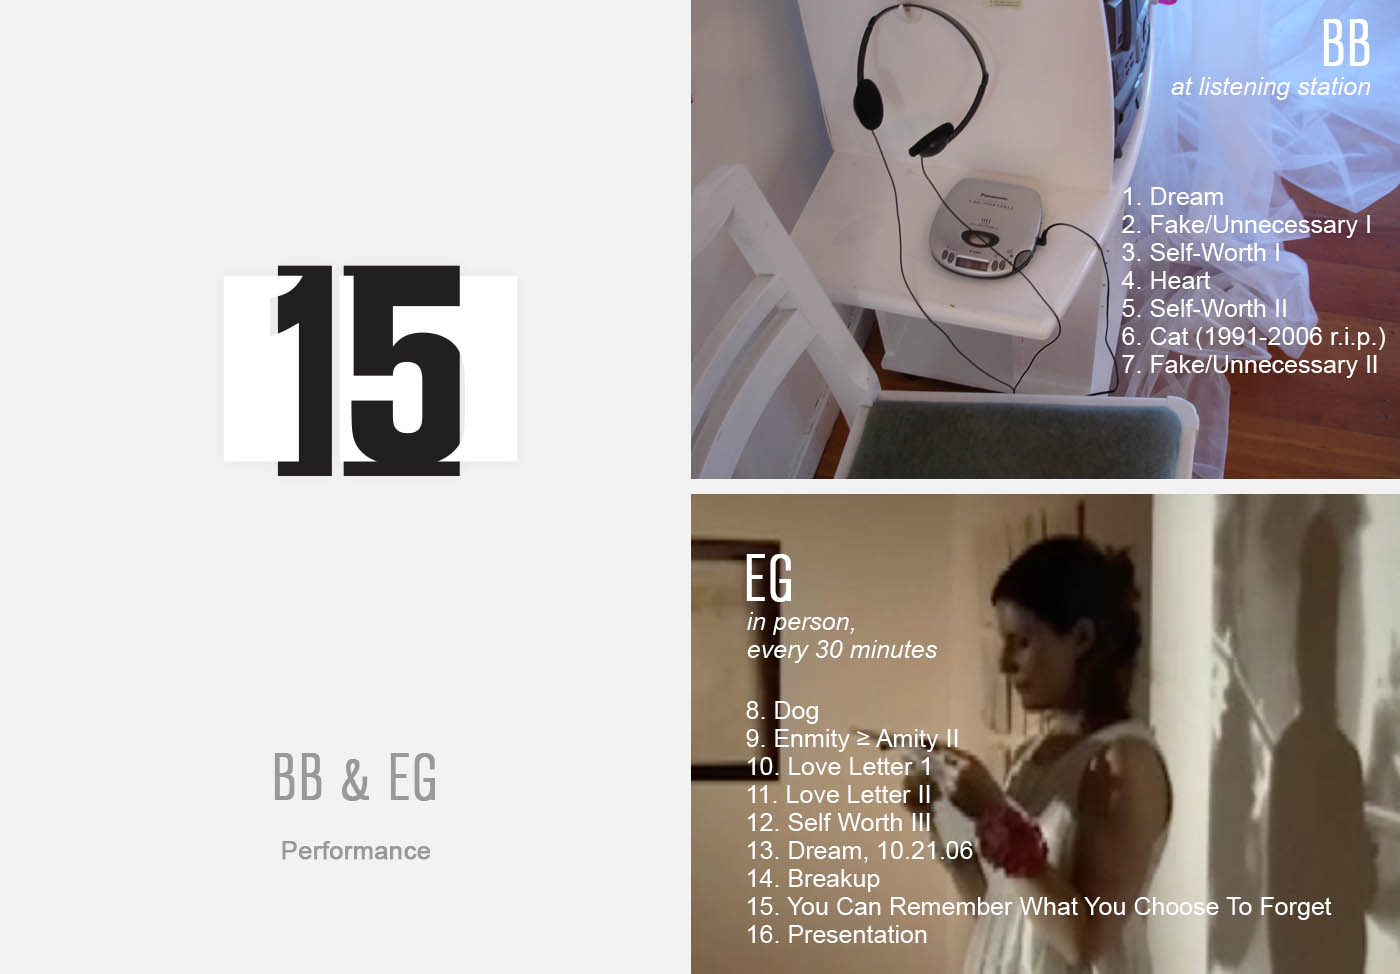 15
BB & EG
Performance
BB
at listening station
1. Dream
2. Fake/Unnecessary I
3. Self-Worth I
4. Heart
5. Self-Worth II
6. Cat (1991-2006 r.i.p.)
7. Fake/Unnecessary II
Panasonic
EG
in person,
every 30 minutes
8. Dog
9. Enmity ≥ Amity II
10. Love Letter 1
11. Love Letter II
12. Self Worth III
13. Dream, 10.21.06
14. Breakup
15. You Can Remember What You Choose To Forget
16. Presentation